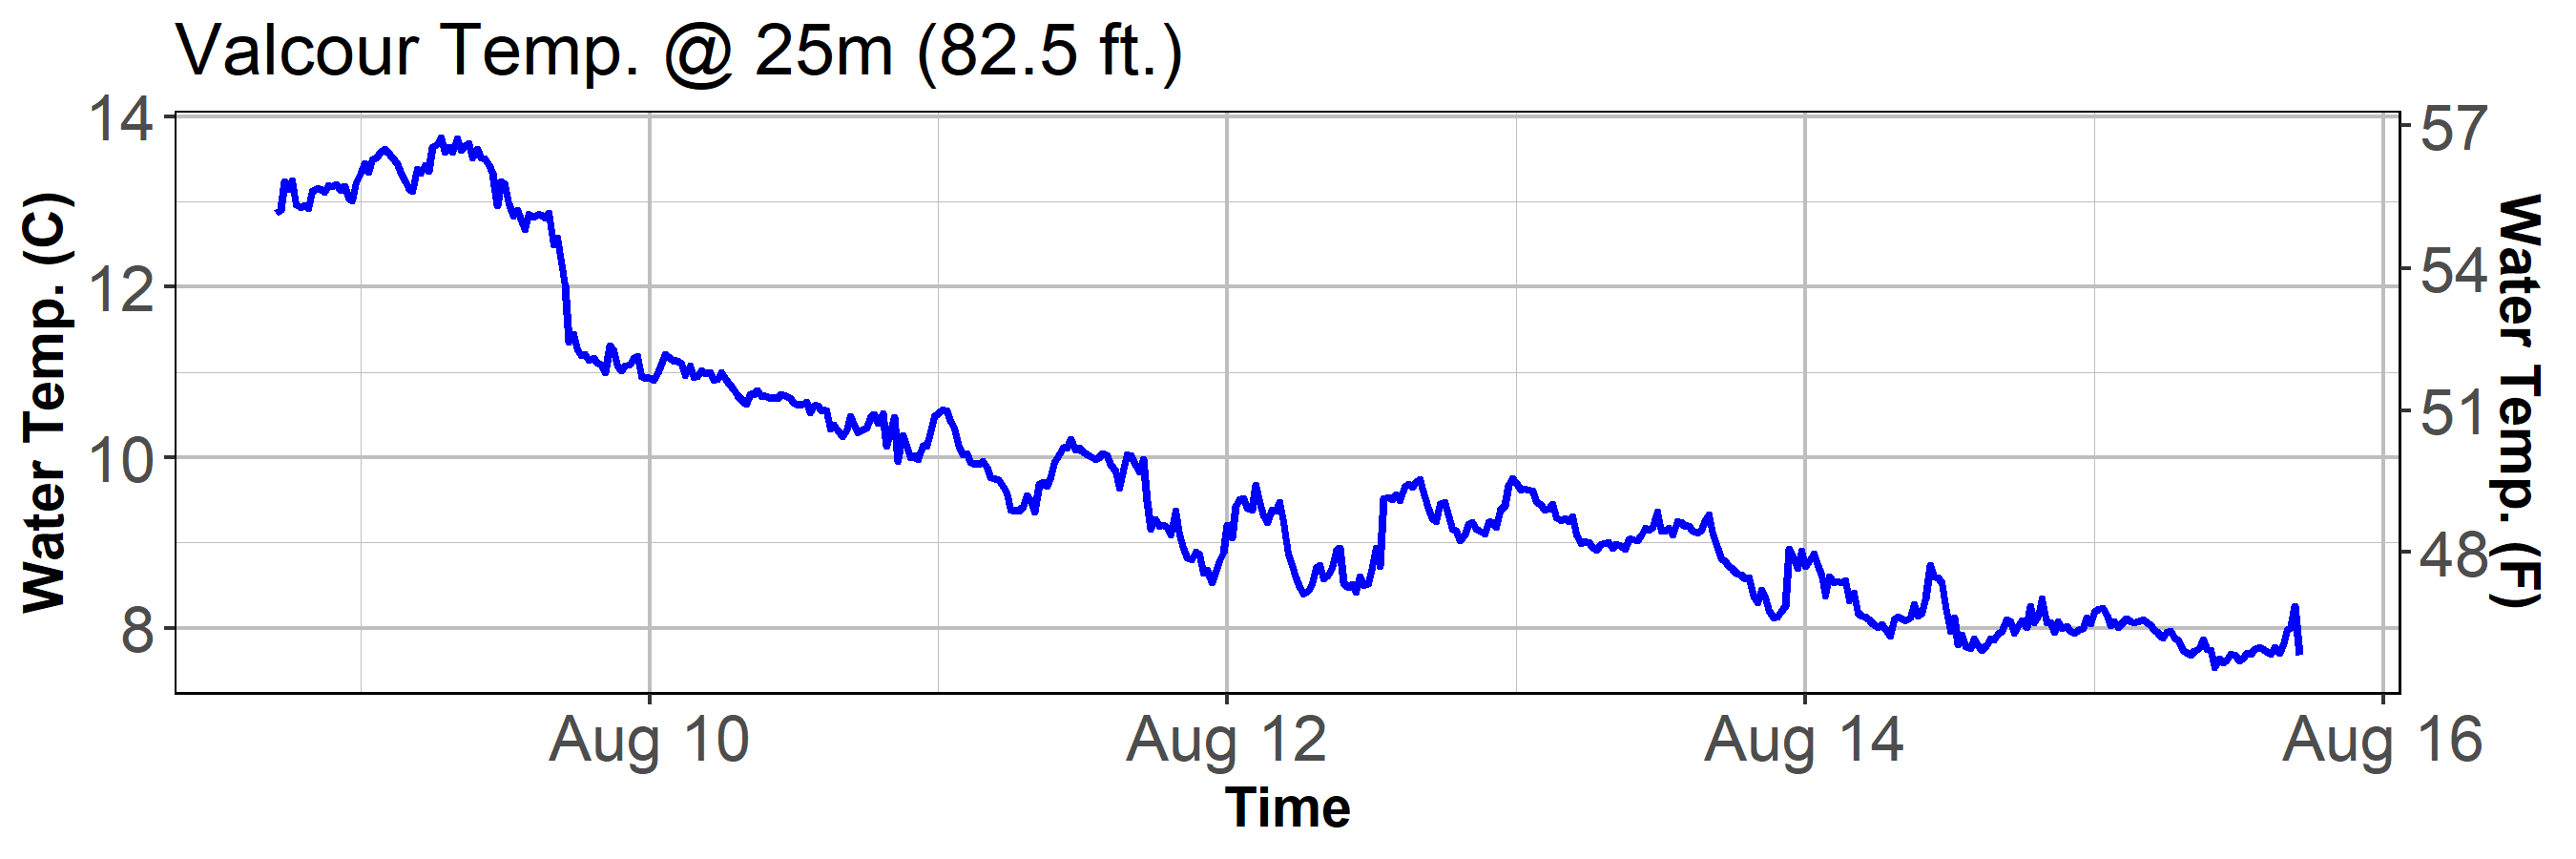 Valcour Temp. @ 25m (82.5 ft.)
Water Temp. (C)
14
12
10
8
57
54
51
48
Water Temp. (F)
Aug 10
Aug 12
Aug 14
Aug 16
Time